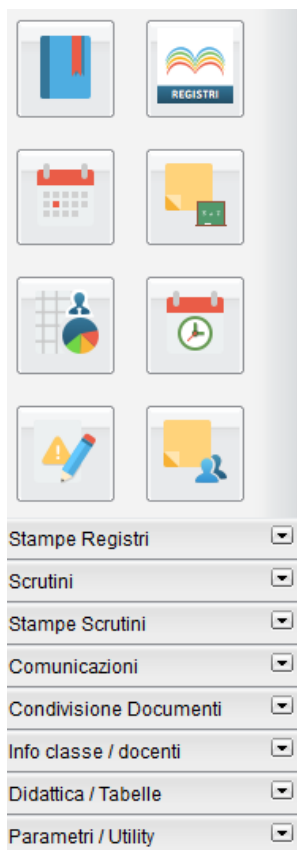 REGISTRI
Stampe Registri
Scrutini
Stampe Scrutini
Comunicazioni
Condivisione Documenti
Info classe / docenti
Didattica / Tabelle
Parametri / Utility